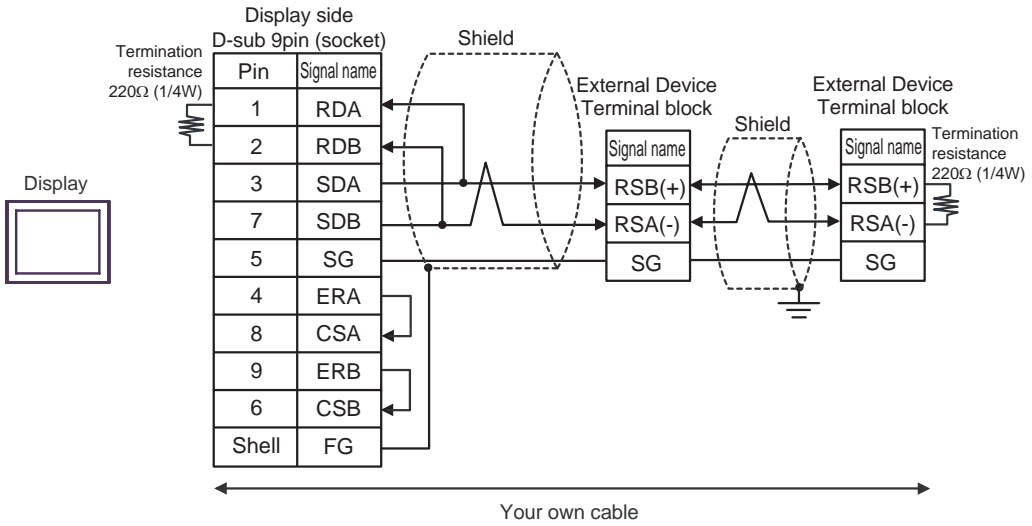 Display side
D-sub 9pin (socket)
Termination
resistance
220Ω (1/4W)
Pin Signal name
1 RDA
2 RDB
3 SDA
7 SDB
5 SG
4 ERA
8 CSA
9 ERB
6 CSB
Shell FG
Display
Shield
External Device
Terminal block
Signal name
RSB(+)
RSA(-)
SG
Shield
External Device
Terminal block
Signal name
RSB(+)
RSA(-)
SG
Termination
resistance
220Ω (1/4W)
Your own cable